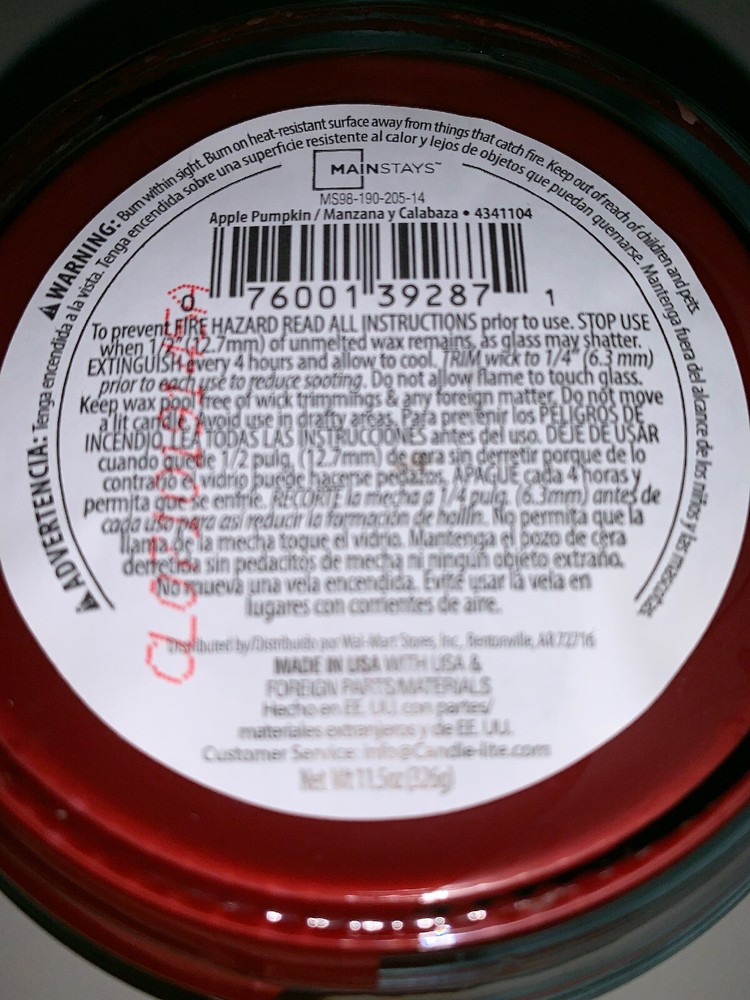 ⚠ WARNING: Burn within sight. Burn on heat-resistant surface away from things that catch fire. Keep out of reach of children and pets.
⚠ ADVERTENCIA: Tenga encendida a la vista. Tenga encendida sobre una superficie resistente al calor y lejos de objetos que puedan quemarse. Mantenga fuera del alcance de los niños y las mascotas.
MAINSTAYS™
MS98-190-205-14
Apple Pumpkin / Manzana y Calabaza • 4341104
0 76001 39287 1
To prevent FIRE HAZARD READ ALL INSTRUCTIONS prior to use. STOP USE
when 1/2" (12.7mm) of unmelted wax remains, as glass may shatter.
EXTINGUISH every 4 hours and allow to cool. TRIM wick to 1/4" (6.3 mm)
prior to each use to reduce sooting. Do not allow flame to touch glass.
Keep wax pool free of wick trimmings & any foreign matter. Do not move
a lit candle. Avoid use in drafty areas. Para prevenir los PELIGROS DE
INCENDIO LEA TODAS LAS INSTRUCCIONES antes del uso. DEJE DE USAR
cuando quede 1/2 pulg. (12.7mm) de cera sin derretir porque de lo
contrario el vidrio puede hacerse pedazos. APAGUE cada 4 horas y
permita que se enfríe. RECORTE la mecha a 1/4 pulg. (6.3mm) antes de
cada uso para así reducir la formación de hollín. No permita que la
llama de la mecha toque el vidrio. Mantenga el pozo de cera
derretida sin pedacitos de mecha ni ningún objeto extraño.
No mueva una vela encendida. Evite usar la vela en
lugares con corrientes de aire.
Distributed by/Distribuido por Wal-Mart Stores, Inc., Bentonville, AR 72716
MADE IN USA WITH USA &
FOREIGN PARTS/MATERIALS
Hecho en EE. UU. con partes/
materiales extranjeros y de EE. UU.
Customer Service: info@Candle-lite.com
Net Wt 11.5oz (326g)